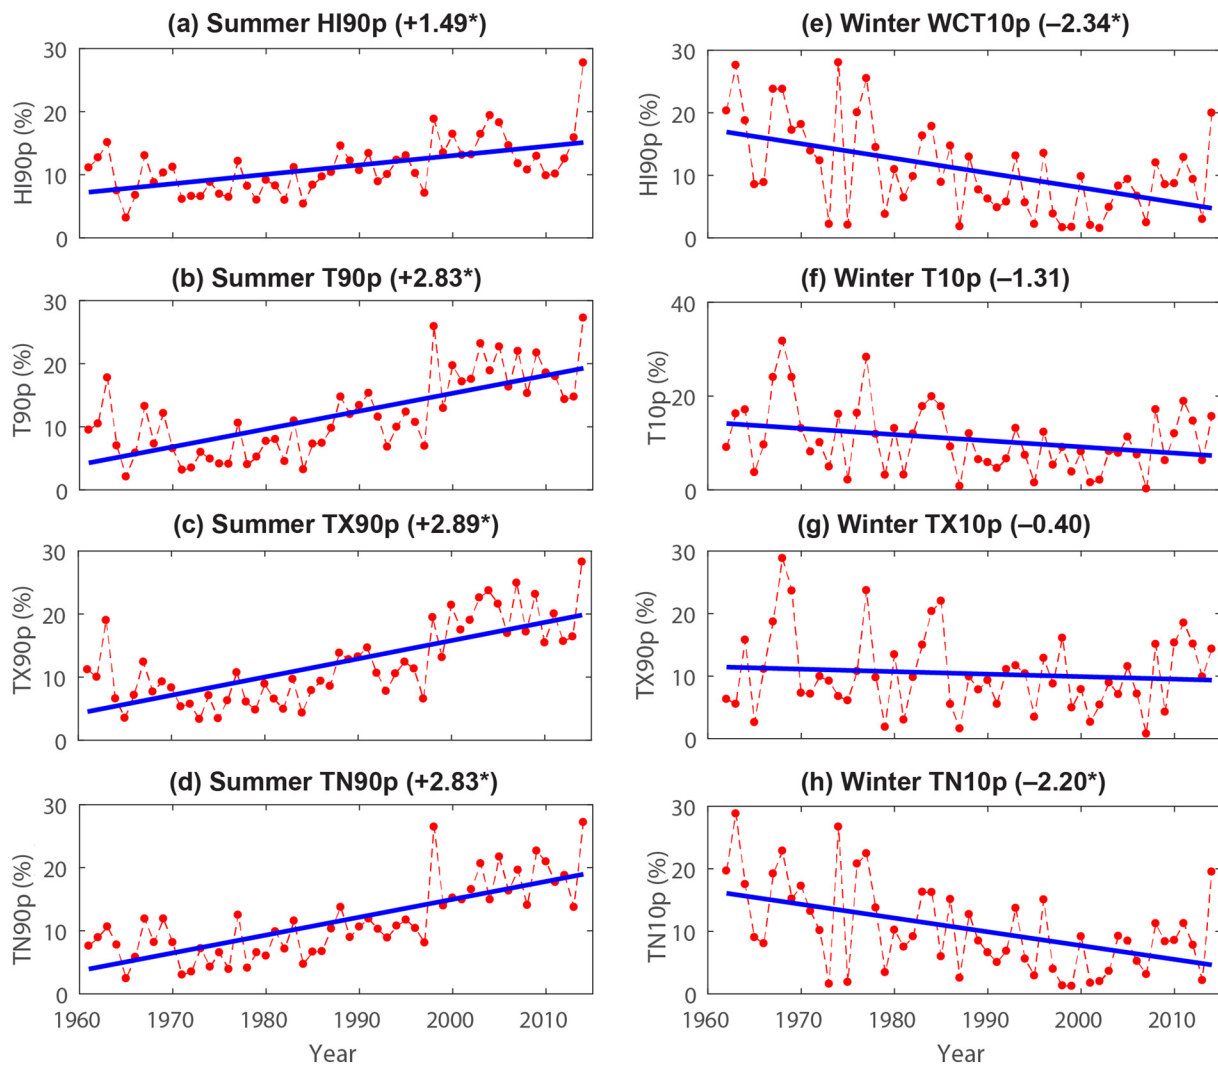 (a) Summer HI90p (+1.49*)
HI90p (%)
30
20
10
0
(b) Summer T90p (+2.83*)
T90p (%)
30
20
10
0
(c) Summer TX90p (+2.89*)
TX90p (%)
30
20
10
0
(d) Summer TN90p (+2.83*)
TN90p (%)
30
20
10
0
1960 1970 1980 1990 2000 2010
Year
(e) Winter WCT10p (–2.34*)
HI90p (%)
30
20
10
0
(f) Winter T10p (–1.31)
T10p (%)
40
20
0
(g) Winter TX10p (–0.40)
TX90p (%)
30
20
10
0
(h) Winter TN10p (–2.20*)
TN10p (%)
30
20
10
0
1960 1970 1980 1990 2000 2010
Year